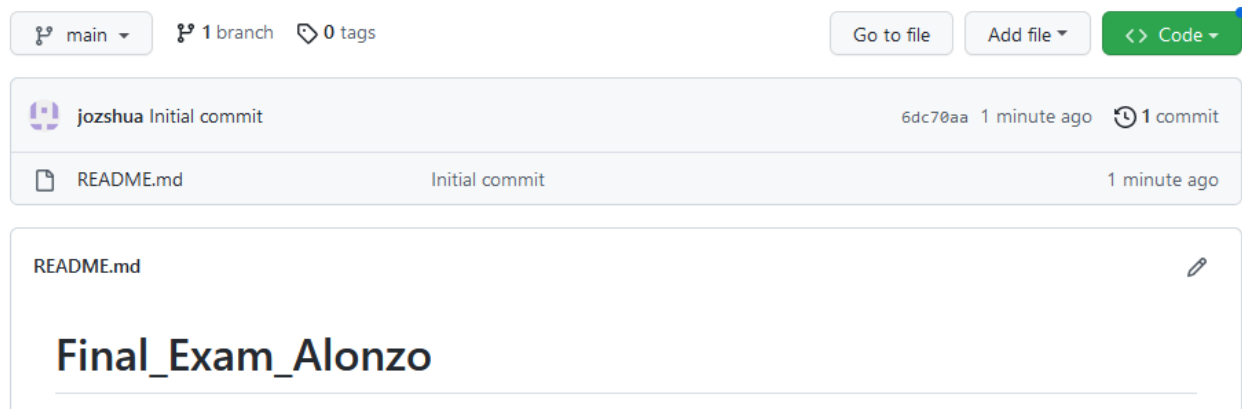 main 1 branch 0 tags Go to file Add file Code
jozshua Initial commit 6dc70aa 1 minute ago 1 commit
README.md Initial commit 1 minute ago
README.md
Final_Exam_Alonzo